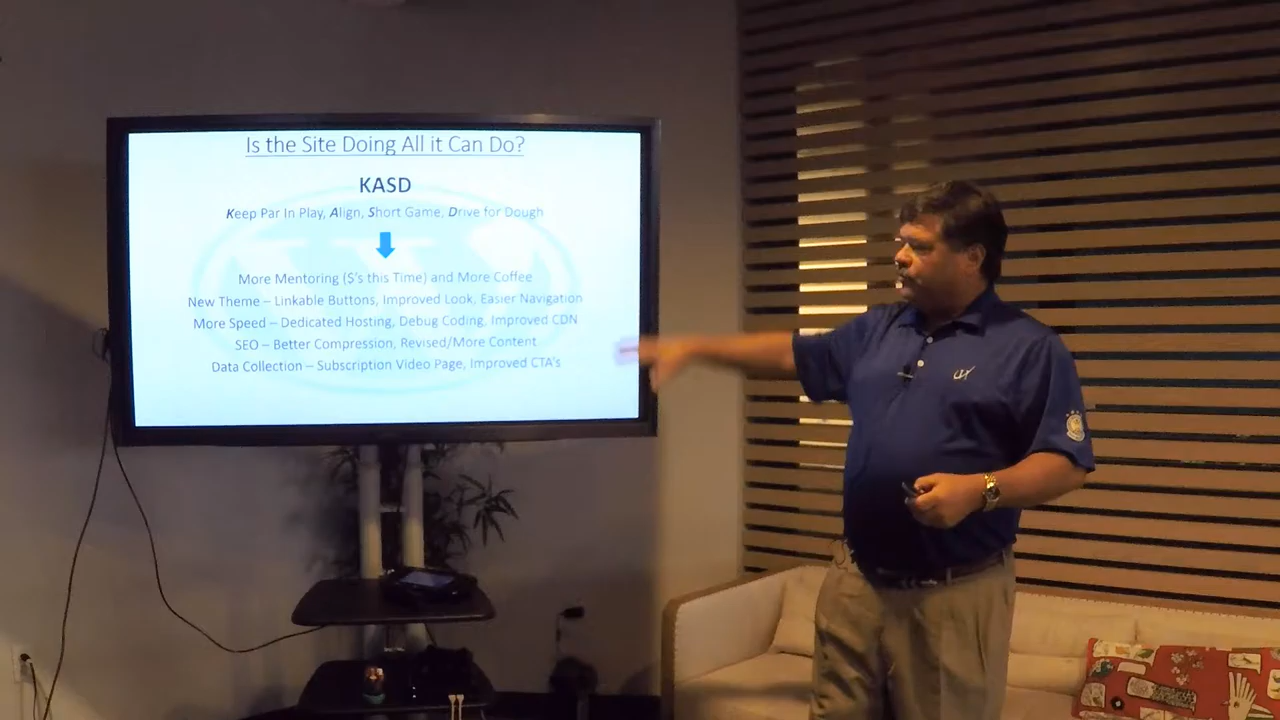 Is the Site Doing All it Can Do?
KASD
Keep Par In Play, Align, Short Game, Drive for Dough
More Mentoring ($'s this Time) and More Coffee
New Theme – Linkable Buttons, Improved Look, Easier Navigation
More Speed – Dedicated Hosting, Debug Coding, Improved CDN
SEO – Better Compression, Revised/More Content
Data Collection – Subscription Video Page, Improved CTA's